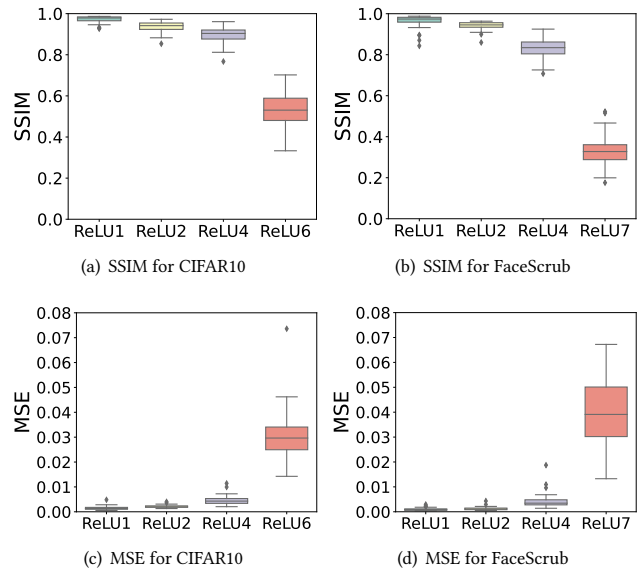 SSIM
1.0
0.8
0.6
0.4
0.2
0.0
ReLU1 ReLU2 ReLU4 ReLU6
(a) SSIM for CIFAR10
SSIM
1.0
0.8
0.6
0.4
0.2
0.0
ReLU1 ReLU2 ReLU4 ReLU7
(b) SSIM for FaceScrub
MSE
0.08
0.07
0.06
0.05
0.04
0.03
0.02
0.01
0.00
ReLU1 ReLU2 ReLU4 ReLU6
(c) MSE for CIFAR10
MSE
0.08
0.07
0.06
0.05
0.04
0.03
0.02
0.01
0.00
ReLU1 ReLU2 ReLU4 ReLU7
(d) MSE for FaceScrub